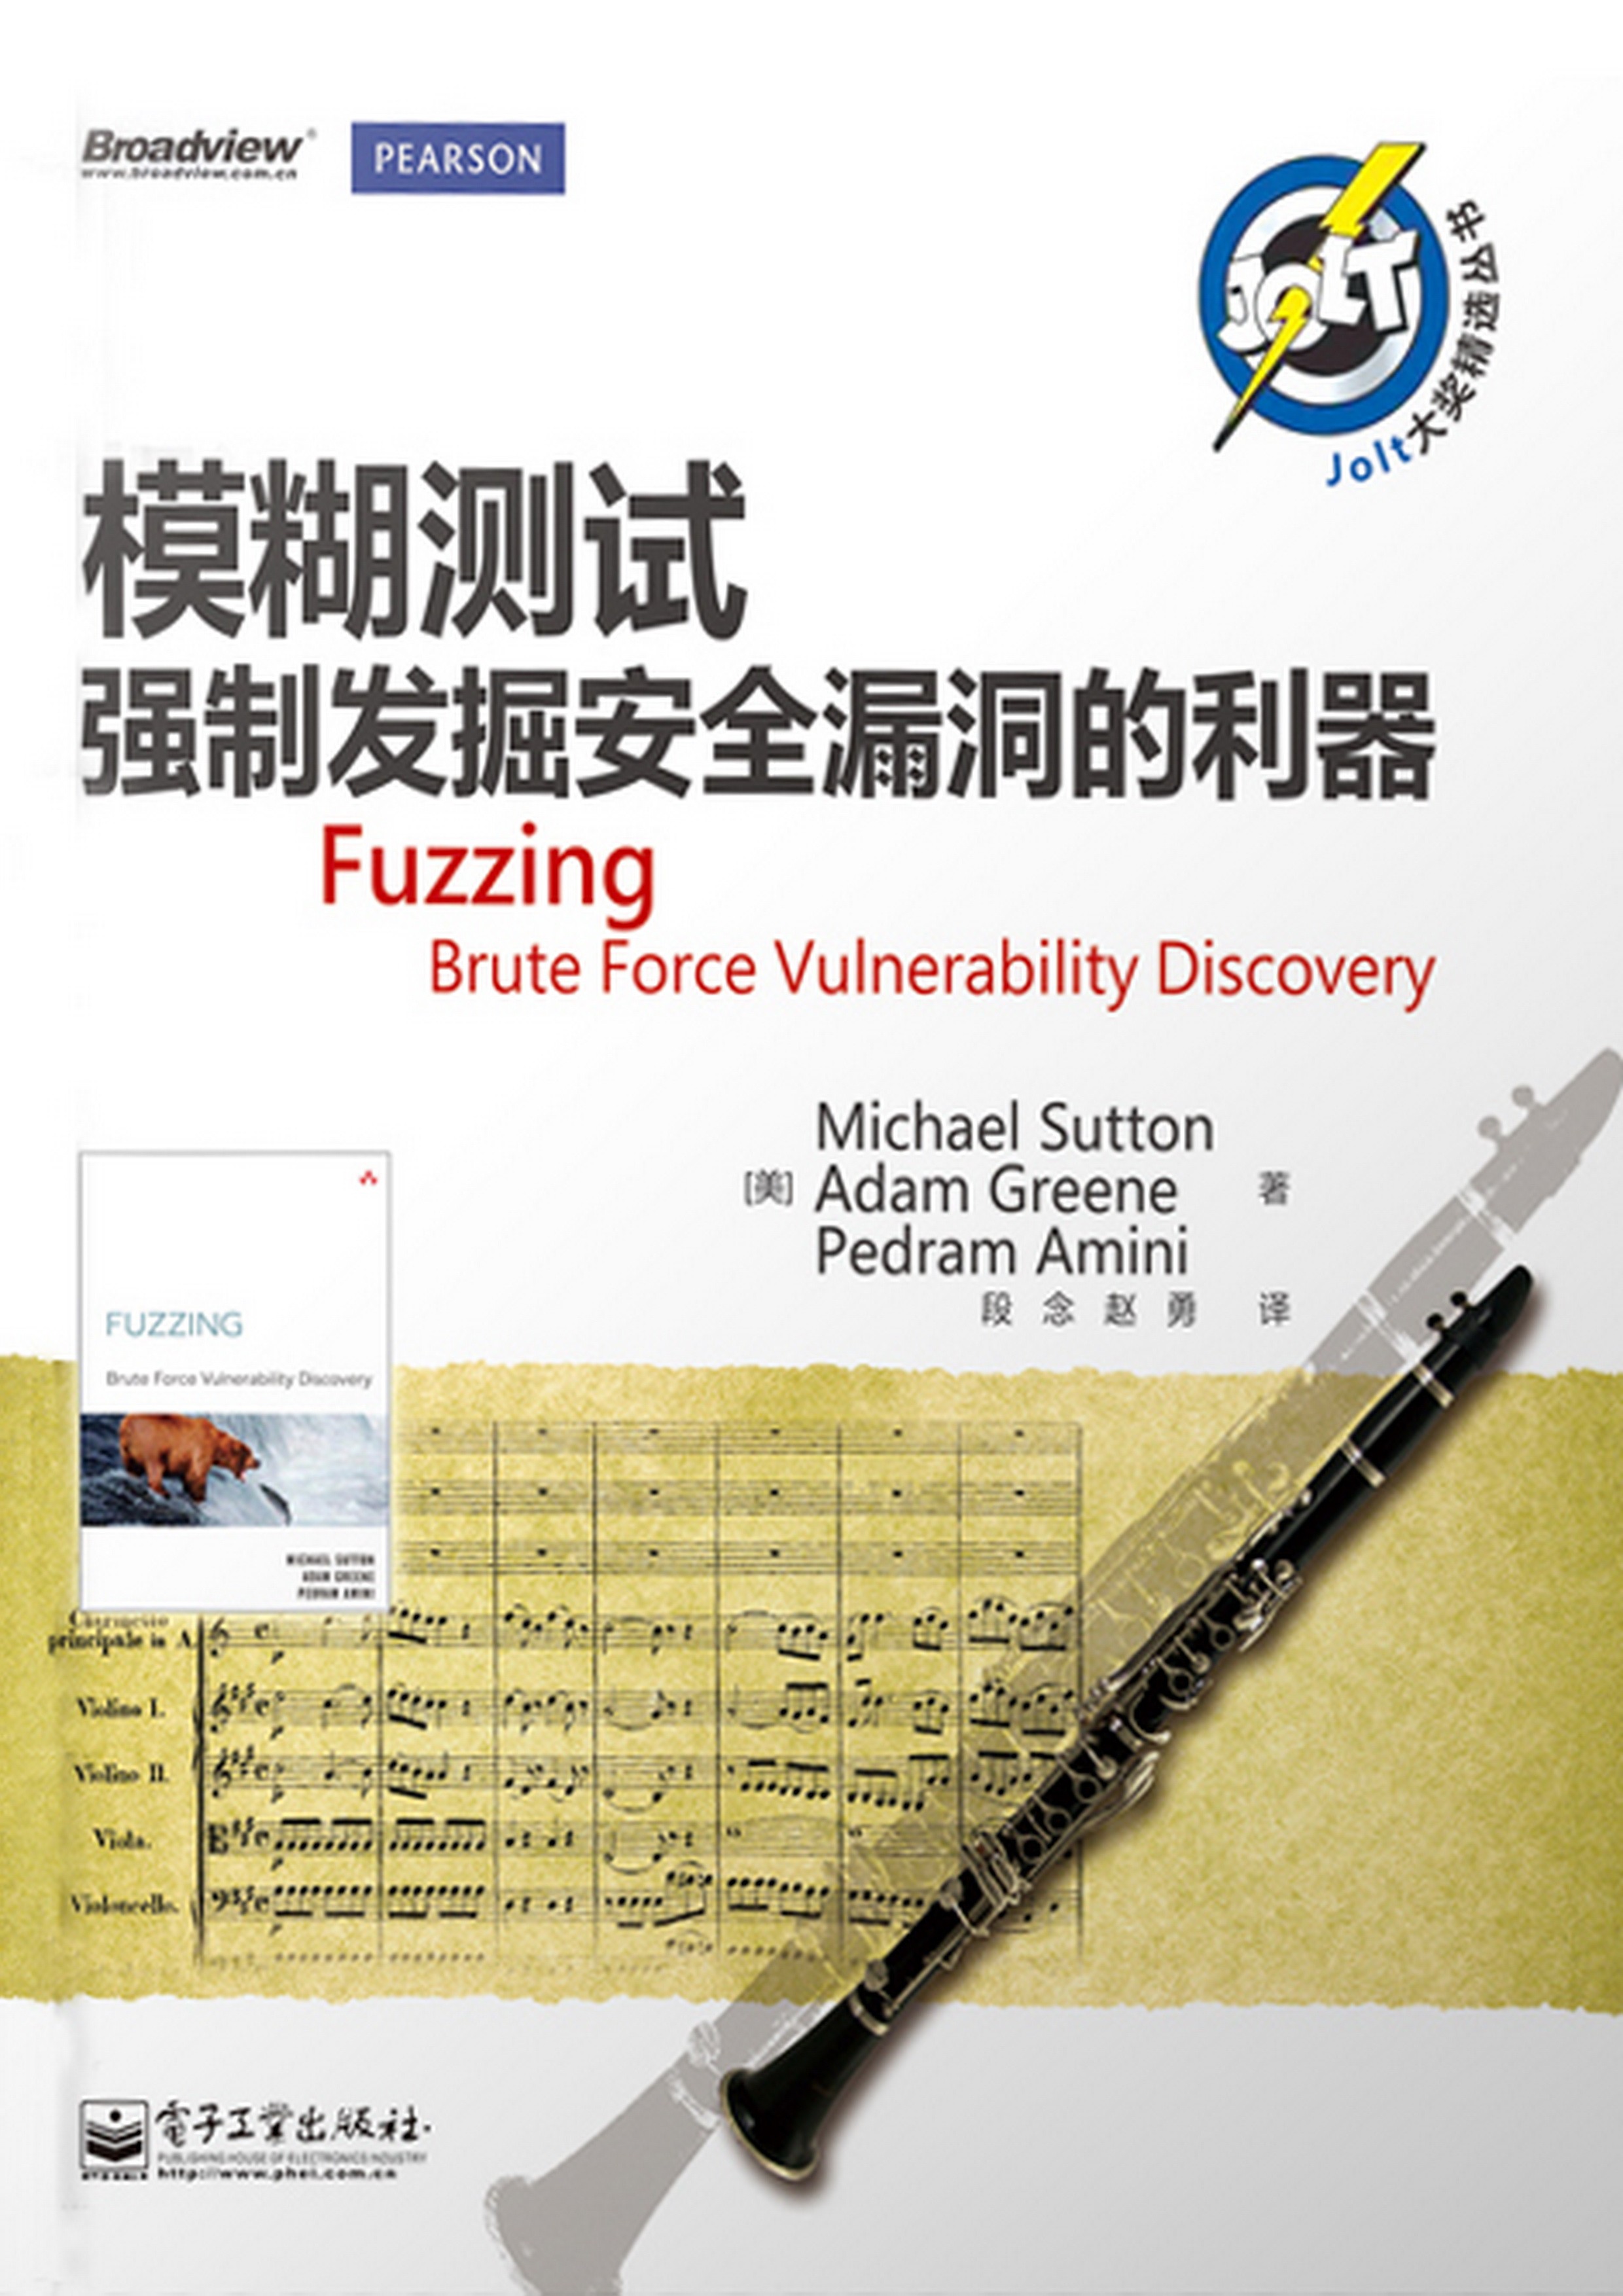 Broadview®
www.broadview.com.cn
PEARSON
JOLT
Jolt大奖精选丛书
模糊测试
强制发掘安全漏洞的利器
Fuzzing
Brute Force Vulnerability Discovery
Michael Sutton
[美] Adam Greene 著
Pedram Amini
段念 赵勇 译
FUZZING
Brute Force Vulnerability Discovery
MICHAEL SUTTON
ADAM GREENE
PEDRAM AMINI
principale in A.
Violino I.
Violino II.
Viola.
Violoncello.
電子工業出版社.
PUBLISHING HOUSE OF ELECTRONICS INDUSTRY
http://www.phei.com.cn